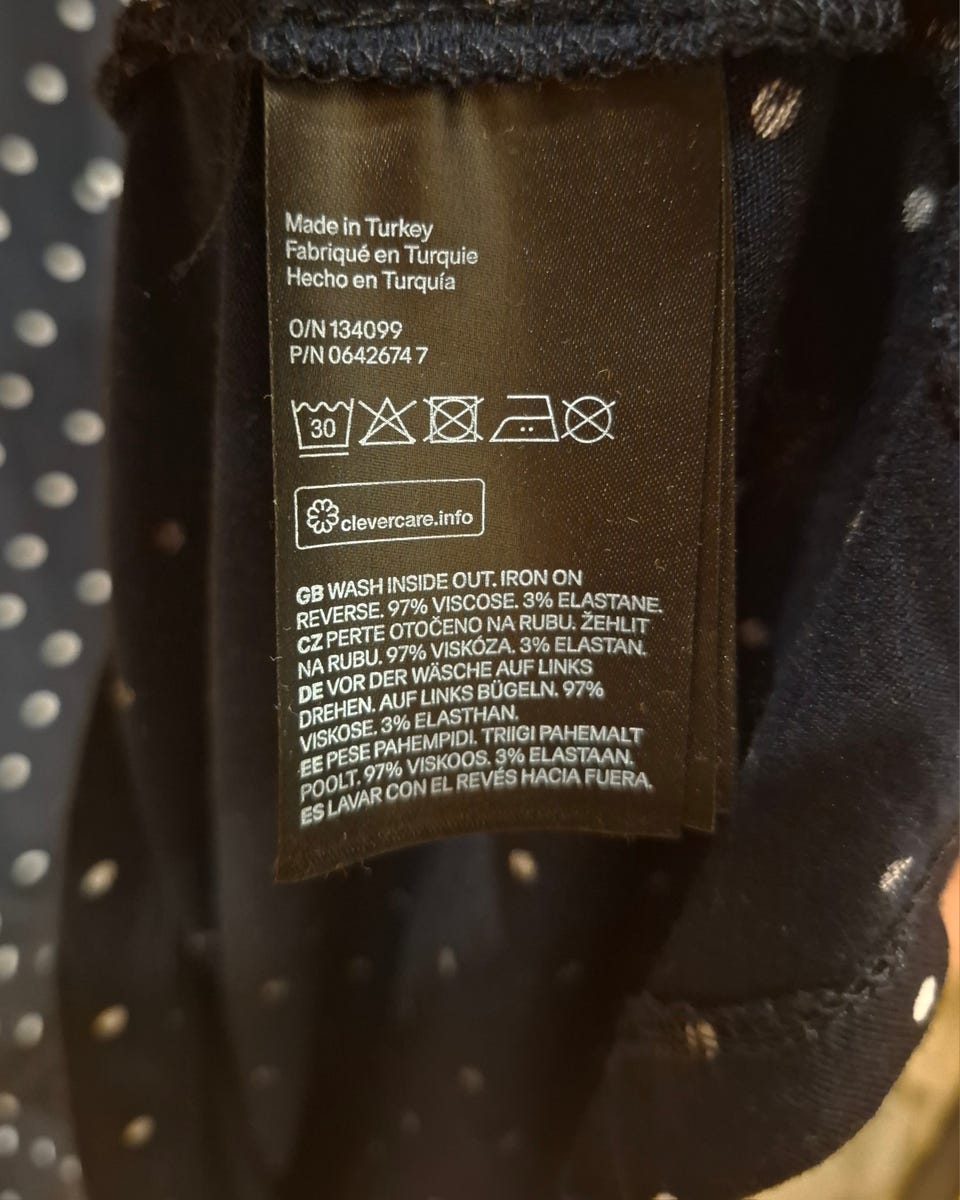 Made in Turkey
Fabriqué en Turquie
Hecho en Turquía
O/N 134099
P/N 0642674 7
30
clevercare.info
GB WASH INSIDE OUT. IRON ON
REVERSE. 97% VISCOSE. 3% ELASTANE.
CZ PERTE OTOČENO NA RUBU. ŽEHLIT
NA RUBU. 97% VISKÓZA. 3% ELASTAN.
DE VOR DER WÄSCHE AUF LINKS
DREHEN. AUF LINKS BÜGELN. 97%
VISKOSE. 3% ELASTHAN.
EE PESE PAHEMPIDI. TRIIGI PAHEMALT
POOLT. 97% VISKOOS. 3% ELASTAAN.
ES LAVAR CON EL REVÉS HACIA FUERA.